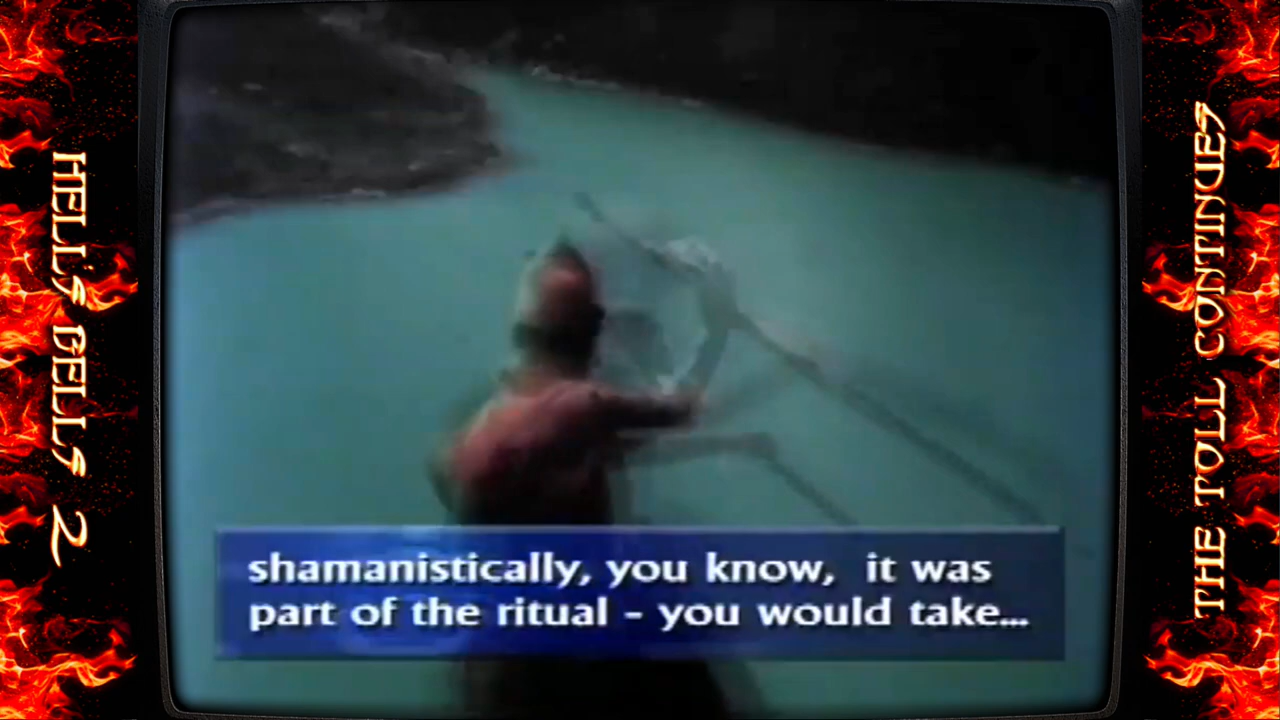 HELL'S BELLS 2
shamanistically, you know, it was
part of the ritual - you would take...
THE TOLL CONTINUES